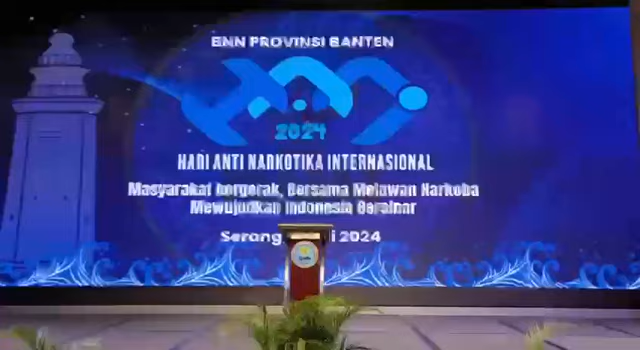 BNN PROVINSI BANTEN
2024
HARI ANTI NARKOTIKA INTERNASIONAL
Masyarakat bergerak, Bersama Melawan Narkoba
Mewujudkan Indonesia Bersinar
Serang 2024